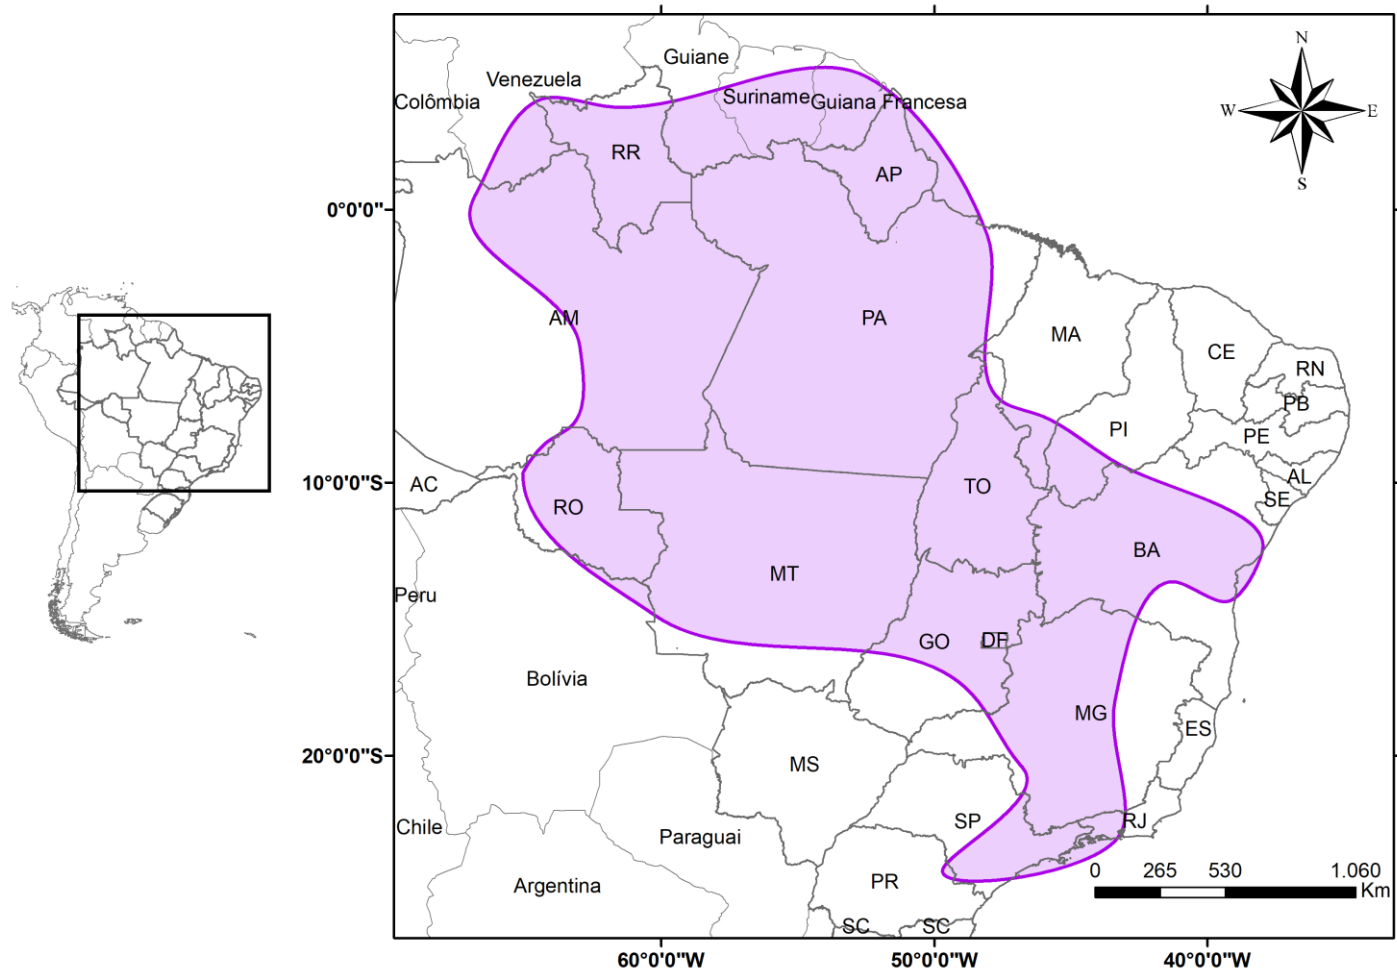 N
Guiane
Venezuela
Colômbia
Suriname
Guiana Francesa
W
E
RR
AP
S
0°0'0"
AM
PA
MA
CE
RN
PB
PI
PE
AL
10°0'0"S
AC
TO
SE
RO
BA
MT
Peru
GO
DF
Bolívia
MG
ES
20°0'0"S
MS
SP
RJ
Chile
Paraguai
0
265
530
1.060
Km
PR
Argentina
SC
SC
60°0'0"W
50°0'0"W
40°0'0"W